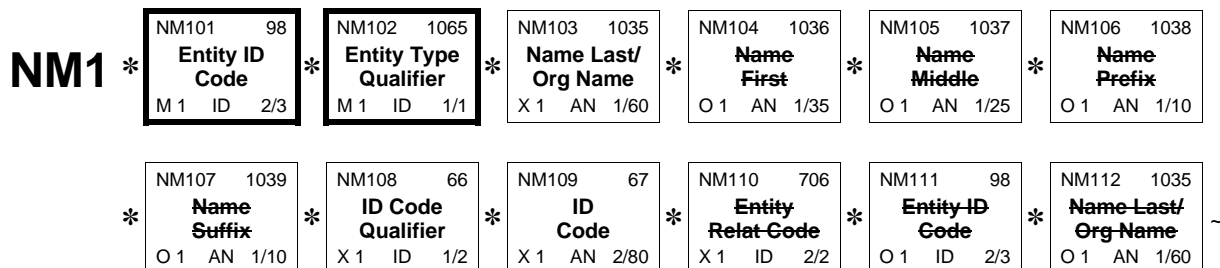 NM101 98 NM102 1065 NM103 1035 NM104 1036 NM105 1037 NM106 1038
NM1 * Entity ID * Entity Type * Name Last/ * Name * Name * Name
Code Qualifier Org Name First Middle Prefix
M 1 ID 2/3 M 1 ID 1/1 X 1 AN 1/60 O 1 AN 1/35 O 1 AN 1/25 O 1 AN 1/10
NM107 1039 NM108 66 NM109 67 NM110 706 NM111 98 NM112 1035
* Name * ID Code * ID * Entity * Entity ID * Name Last/ ~
Suffix Qualifier Code Relat Code Code Org Name
O 1 AN 1/10 X 1 ID 1/2 X 1 AN 2/80 X 1 ID 2/2 O 1 ID 2/3 O 1 AN 1/60